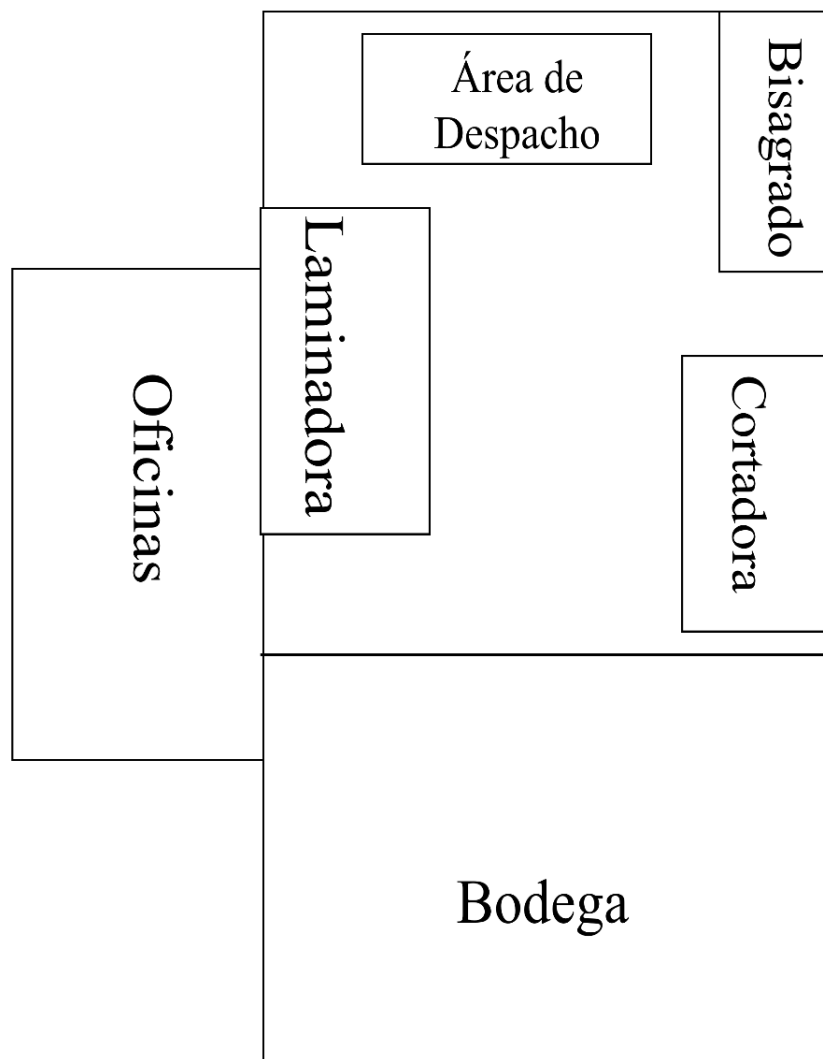 Área de
Despacho
Bisagrado
Laminadora
Cortadora
Oficinas
Bodega